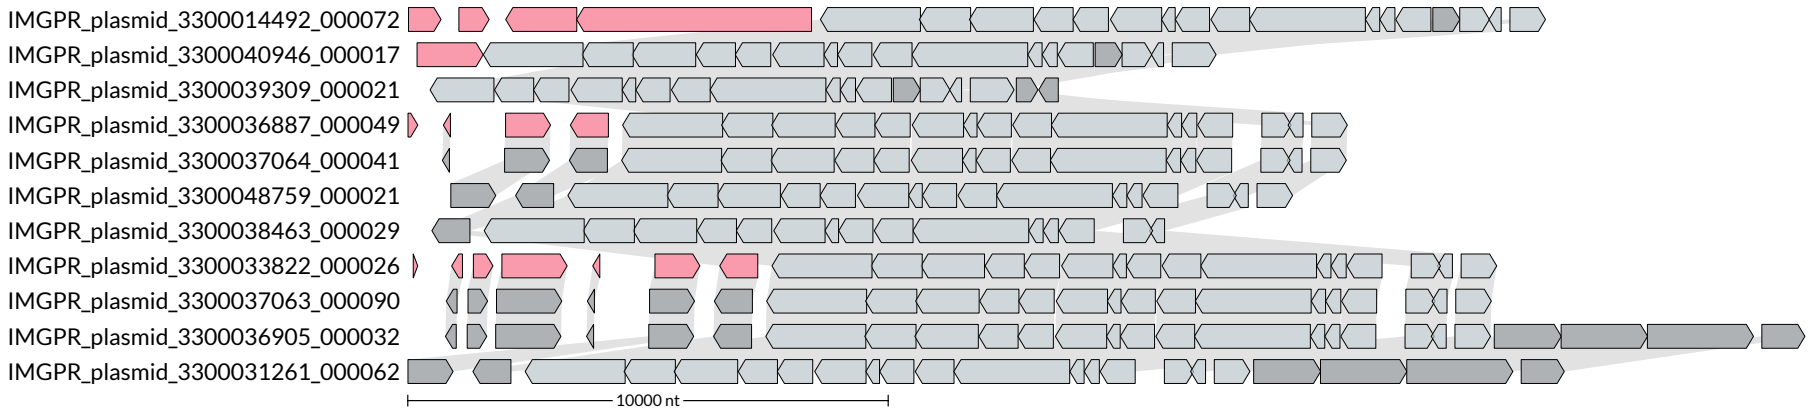 IMGPR_plasmid_3300014492_000072
IMGPR_plasmid_3300040946_000017
IMGPR_plasmid_3300039309_000021
IMGPR_plasmid_3300036887_000049
IMGPR_plasmid_3300037064_000041
IMGPR_plasmid_3300048759_000021
IMGPR_plasmid_3300038463_000029
IMGPR_plasmid_3300033822_000026
IMGPR_plasmid_3300037063_000090
IMGPR_plasmid_3300036905_000032
IMGPR_plasmid_3300031261_000062
10000 nt